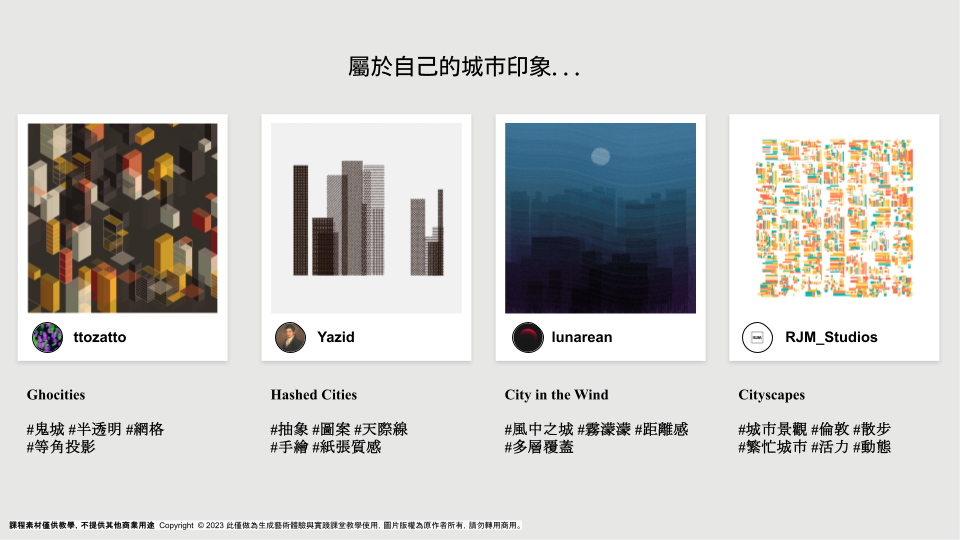 屬於自己的城市印象...
ttozatto
Yazid
lunarean
RJM_Studios
Ghocities
#鬼城 #半透明 #網格
#等角投影
Hashed Cities
#抽象 #圖案 #天際線
#手繪 #紙張質感
City in the Wind
#風中之城 #霧濛濛 #距離感
#多層覆蓋
Cityscapes
#城市景觀 #倫敦 #散步
#繁忙城市 #活力 #動態
課程素材僅供教學, 不提供其他商業用途 Copyright © 2023 此僅做為生成藝術體驗與實踐課堂教學使用, 圖片版權為原作者所有, 請勿轉用商用。